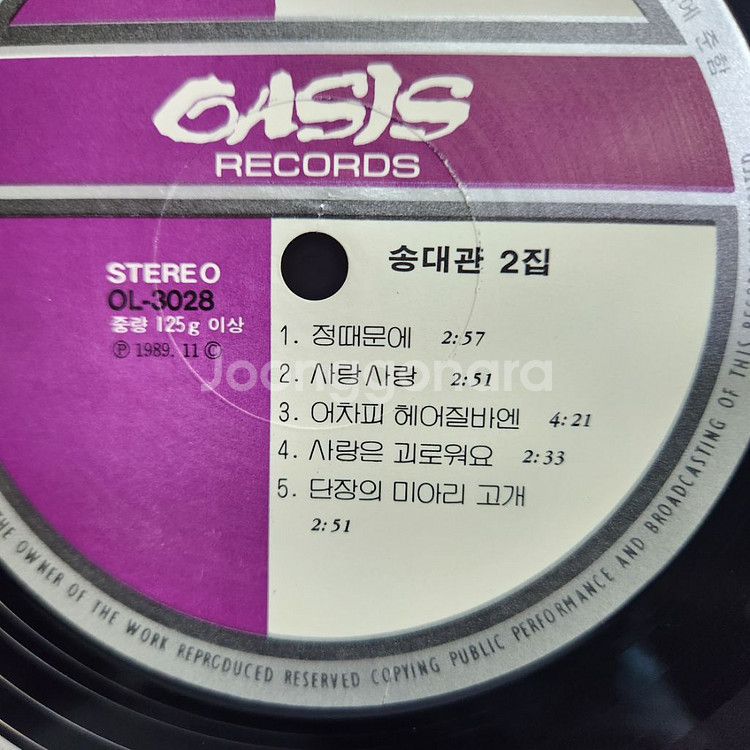 에 준함
OASIS
RECORDS
STEREO
OL-3028
중량 125g 이상
Ⓟ 1989. 11 Ⓒ
송대관 2집
1. 정때문에 2:57
2. 사랑사랑 2:51
3. 어차피 헤어질바엔 4:21
4. 사랑은 괴로워요 2:33
5. 단장의 미아리 고개
2:51
Joonggonara
THE OWNER OF THE WORK REPRODUCED RESERVED COPYING PUBLIC PERFORMANCE AND BROADCASTING OF THIS RECORD